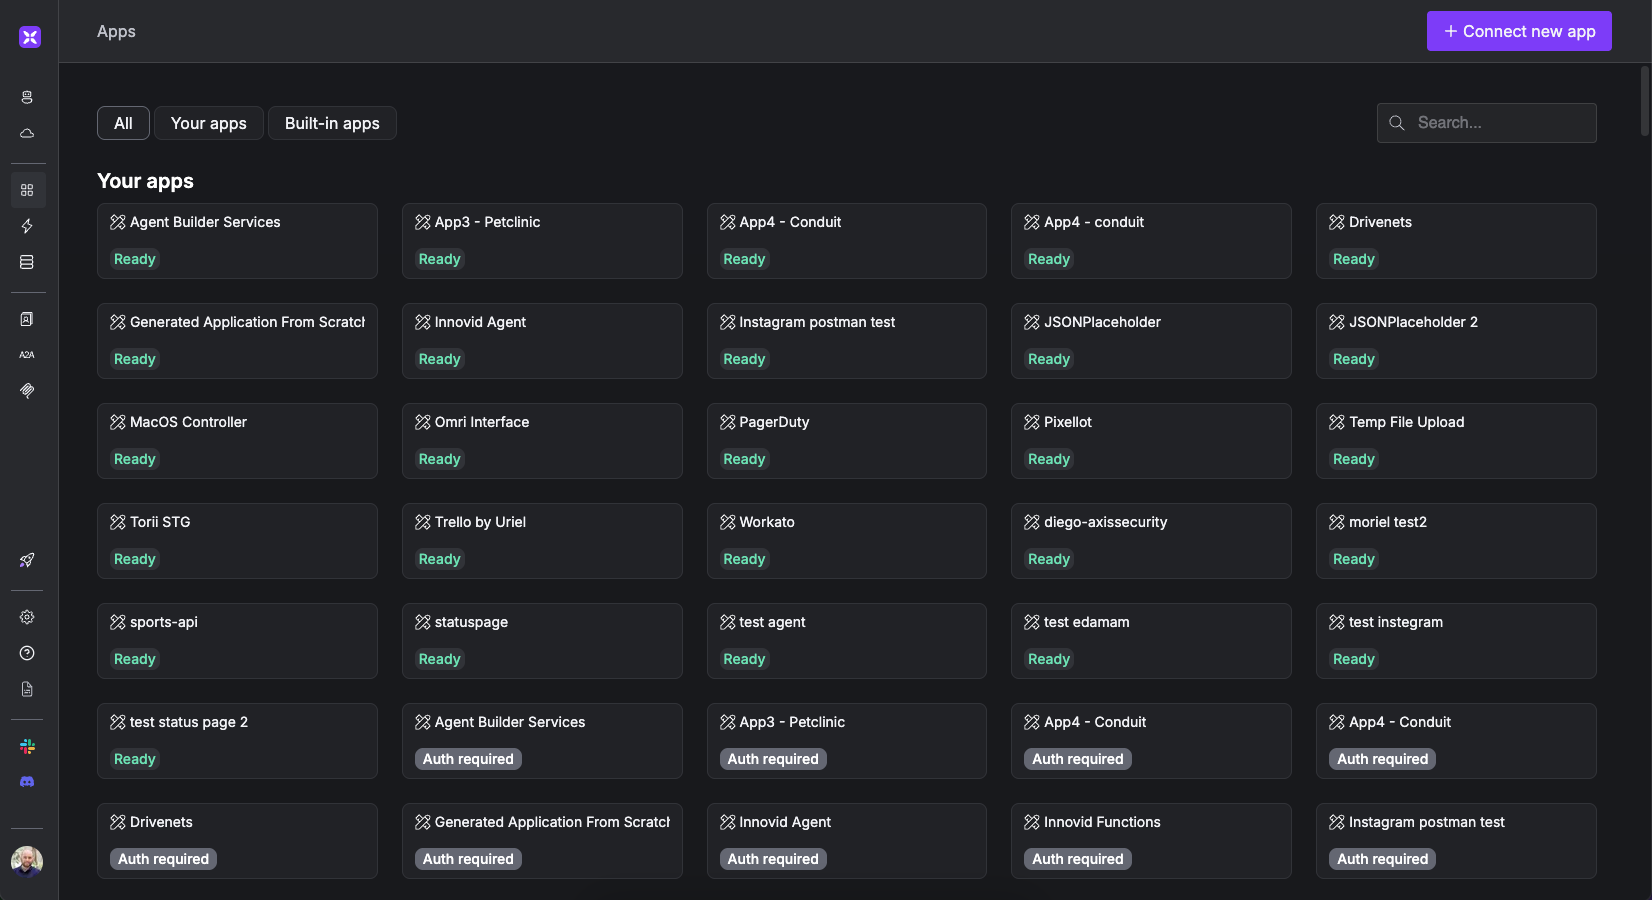 Apps
+ Connect new app
All
Your apps
Built-in apps
Search...
Your apps
Agent Builder Services
Ready
App3 - Petclinic
Ready
App4 - Conduit
Ready
App4 - conduit
Ready
Drivenets
Ready
Generated Application From Scratch
Ready
Innovid Agent
Ready
Instagram postman test
Ready
JSONPlaceholder
Ready
JSONPlaceholder 2
Ready
A2A
MacOS Controller
Ready
Omri Interface
Ready
PagerDuty
Ready
Pixellot
Ready
Temp File Upload
Ready
Torii STG
Ready
Trello by Uriel
Ready
Workato
Ready
diego-axissecurity
Ready
moriel test2
Ready
sports-api
Ready
statuspage
Ready
test agent
Ready
test edamam
Ready
test instegram
Ready
test status page 2
Ready
Agent Builder Services
Auth required
App3 - Petclinic
Auth required
App4 - Conduit
Auth required
App4 - Conduit
Auth required
Drivenets
Auth required
Generated Application From Scratch
Auth required
Innovid Agent
Auth required
Innovid Functions
Auth required
Instagram postman test
Auth required